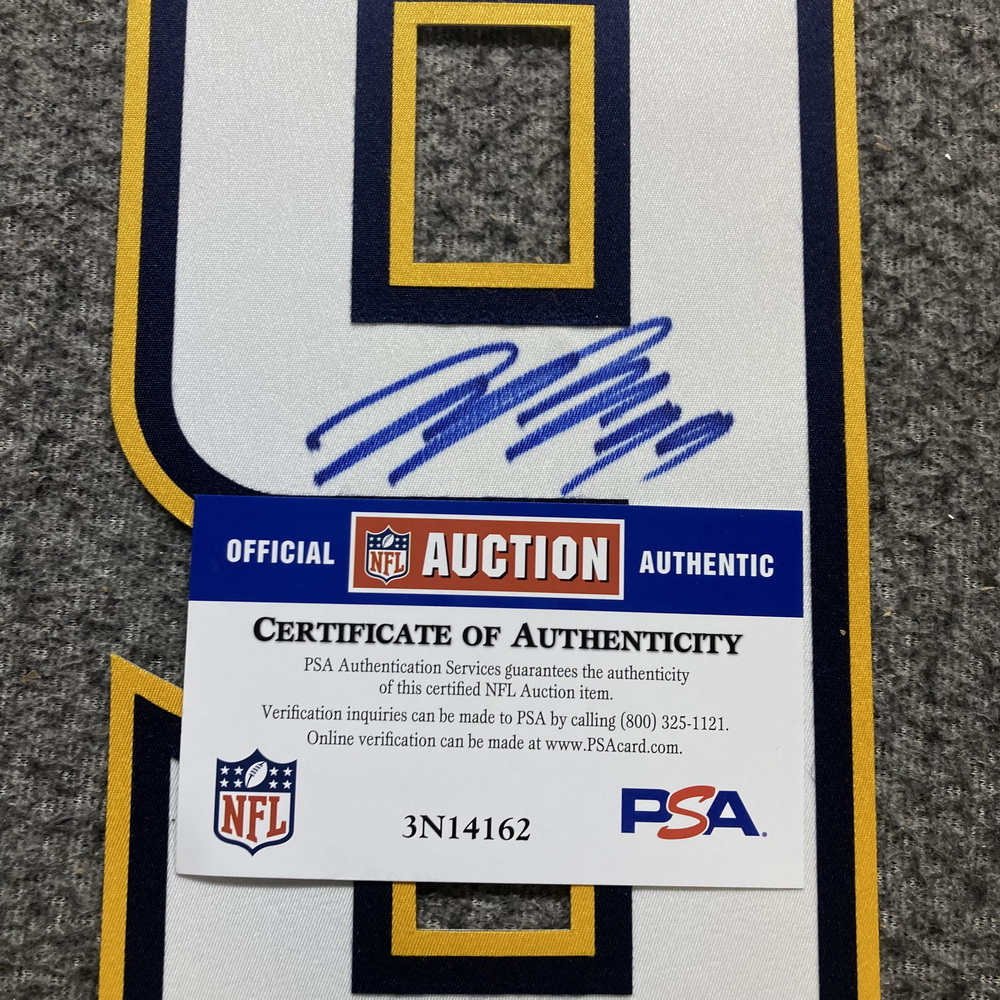 OFFICIAL NFL AUCTION AUTHENTIC
CERTIFICATE OF AUTHENTICITY
PSA Authentication Services guarantees the authenticity
of this certified NFL Auction item.
Verification inquiries can be made to PSA by calling (800) 325-1121.
Online verification can be made at www.PSAcard.com.
NFL 3N14162 PSA